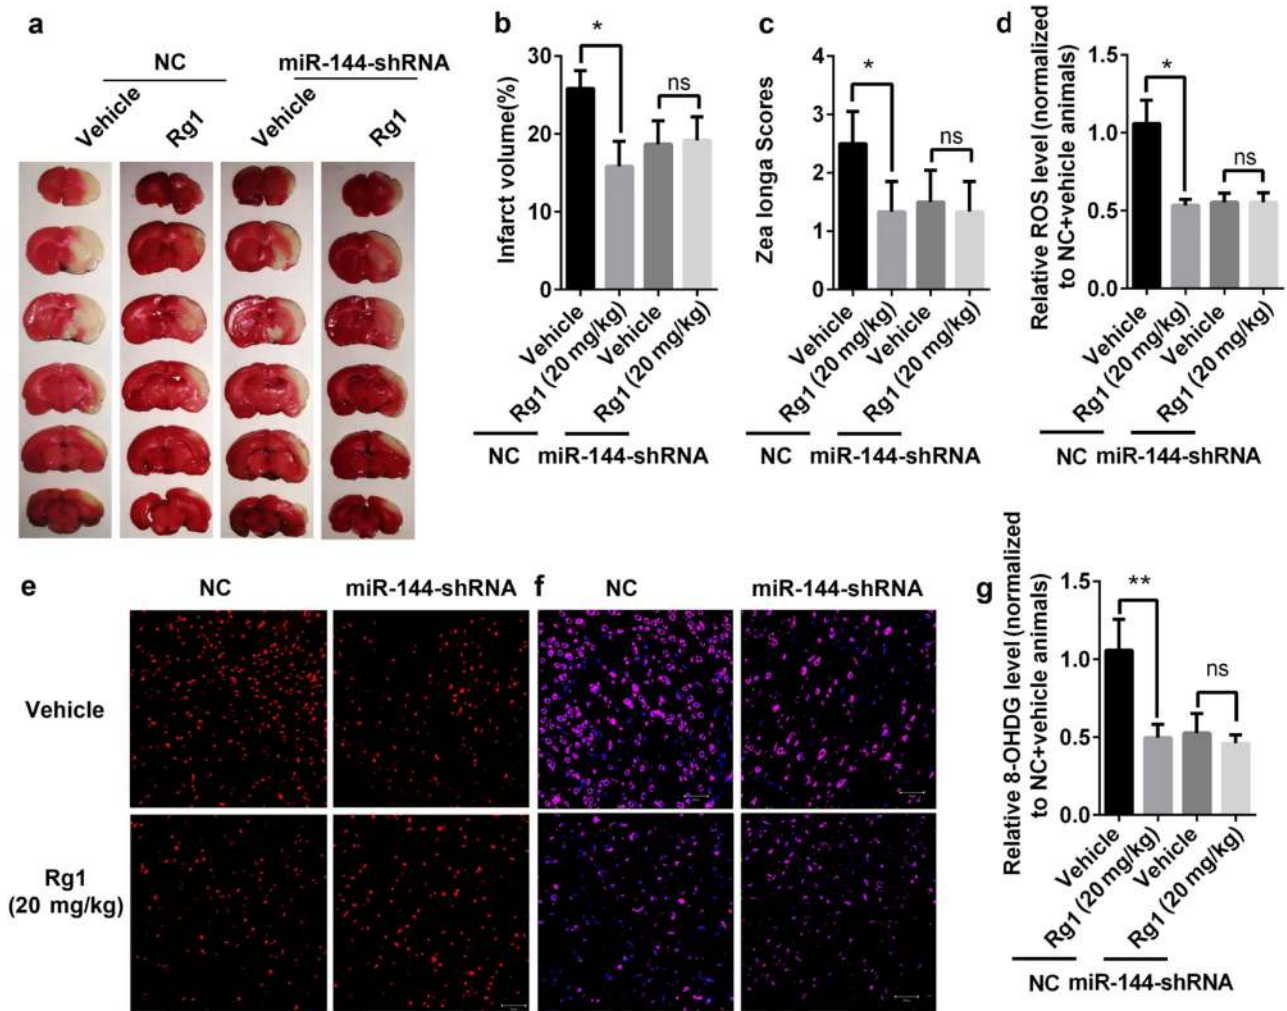 a
NC
miR-144-shRNA
Vehicle
Rg1
Vehicle
Rg1
b
Infarct volume(%)
30
20
10
0
*
ns
Vehicle
Rg1 (20 mg/kg)
Vehicle
Rg1 (20 mg/kg)
NC
miR-144-shRNA
c
Zea longa Scores
4
3
2
1
0
*
ns
Vehicle
Rg1 (20 mg/kg)
Vehicle
Rg1 (20 mg/kg)
NC
miR-144-shRNA
d
Relative ROS level (normalized
to NC+vehicle animals)
1.5
1.0
0.5
0.0
*
ns
Vehicle
Rg1 (20 mg/kg)
Vehicle
Rg1 (20 mg/kg)
NC
miR-144-shRNA
e
NC
miR-144-shRNA
f
NC
miR-144-shRNA
Vehicle
Rg1
(20 mg/kg)
g
Relative 8-OHDG level (normalized
to NC+vehicle animals)
1.5
1.0
0.5
0.0
**
ns
Vehicle
Rg1 (20 mg/kg)
Vehicle
Rg1 (20 mg/kg)
NC
miR-144-shRNA